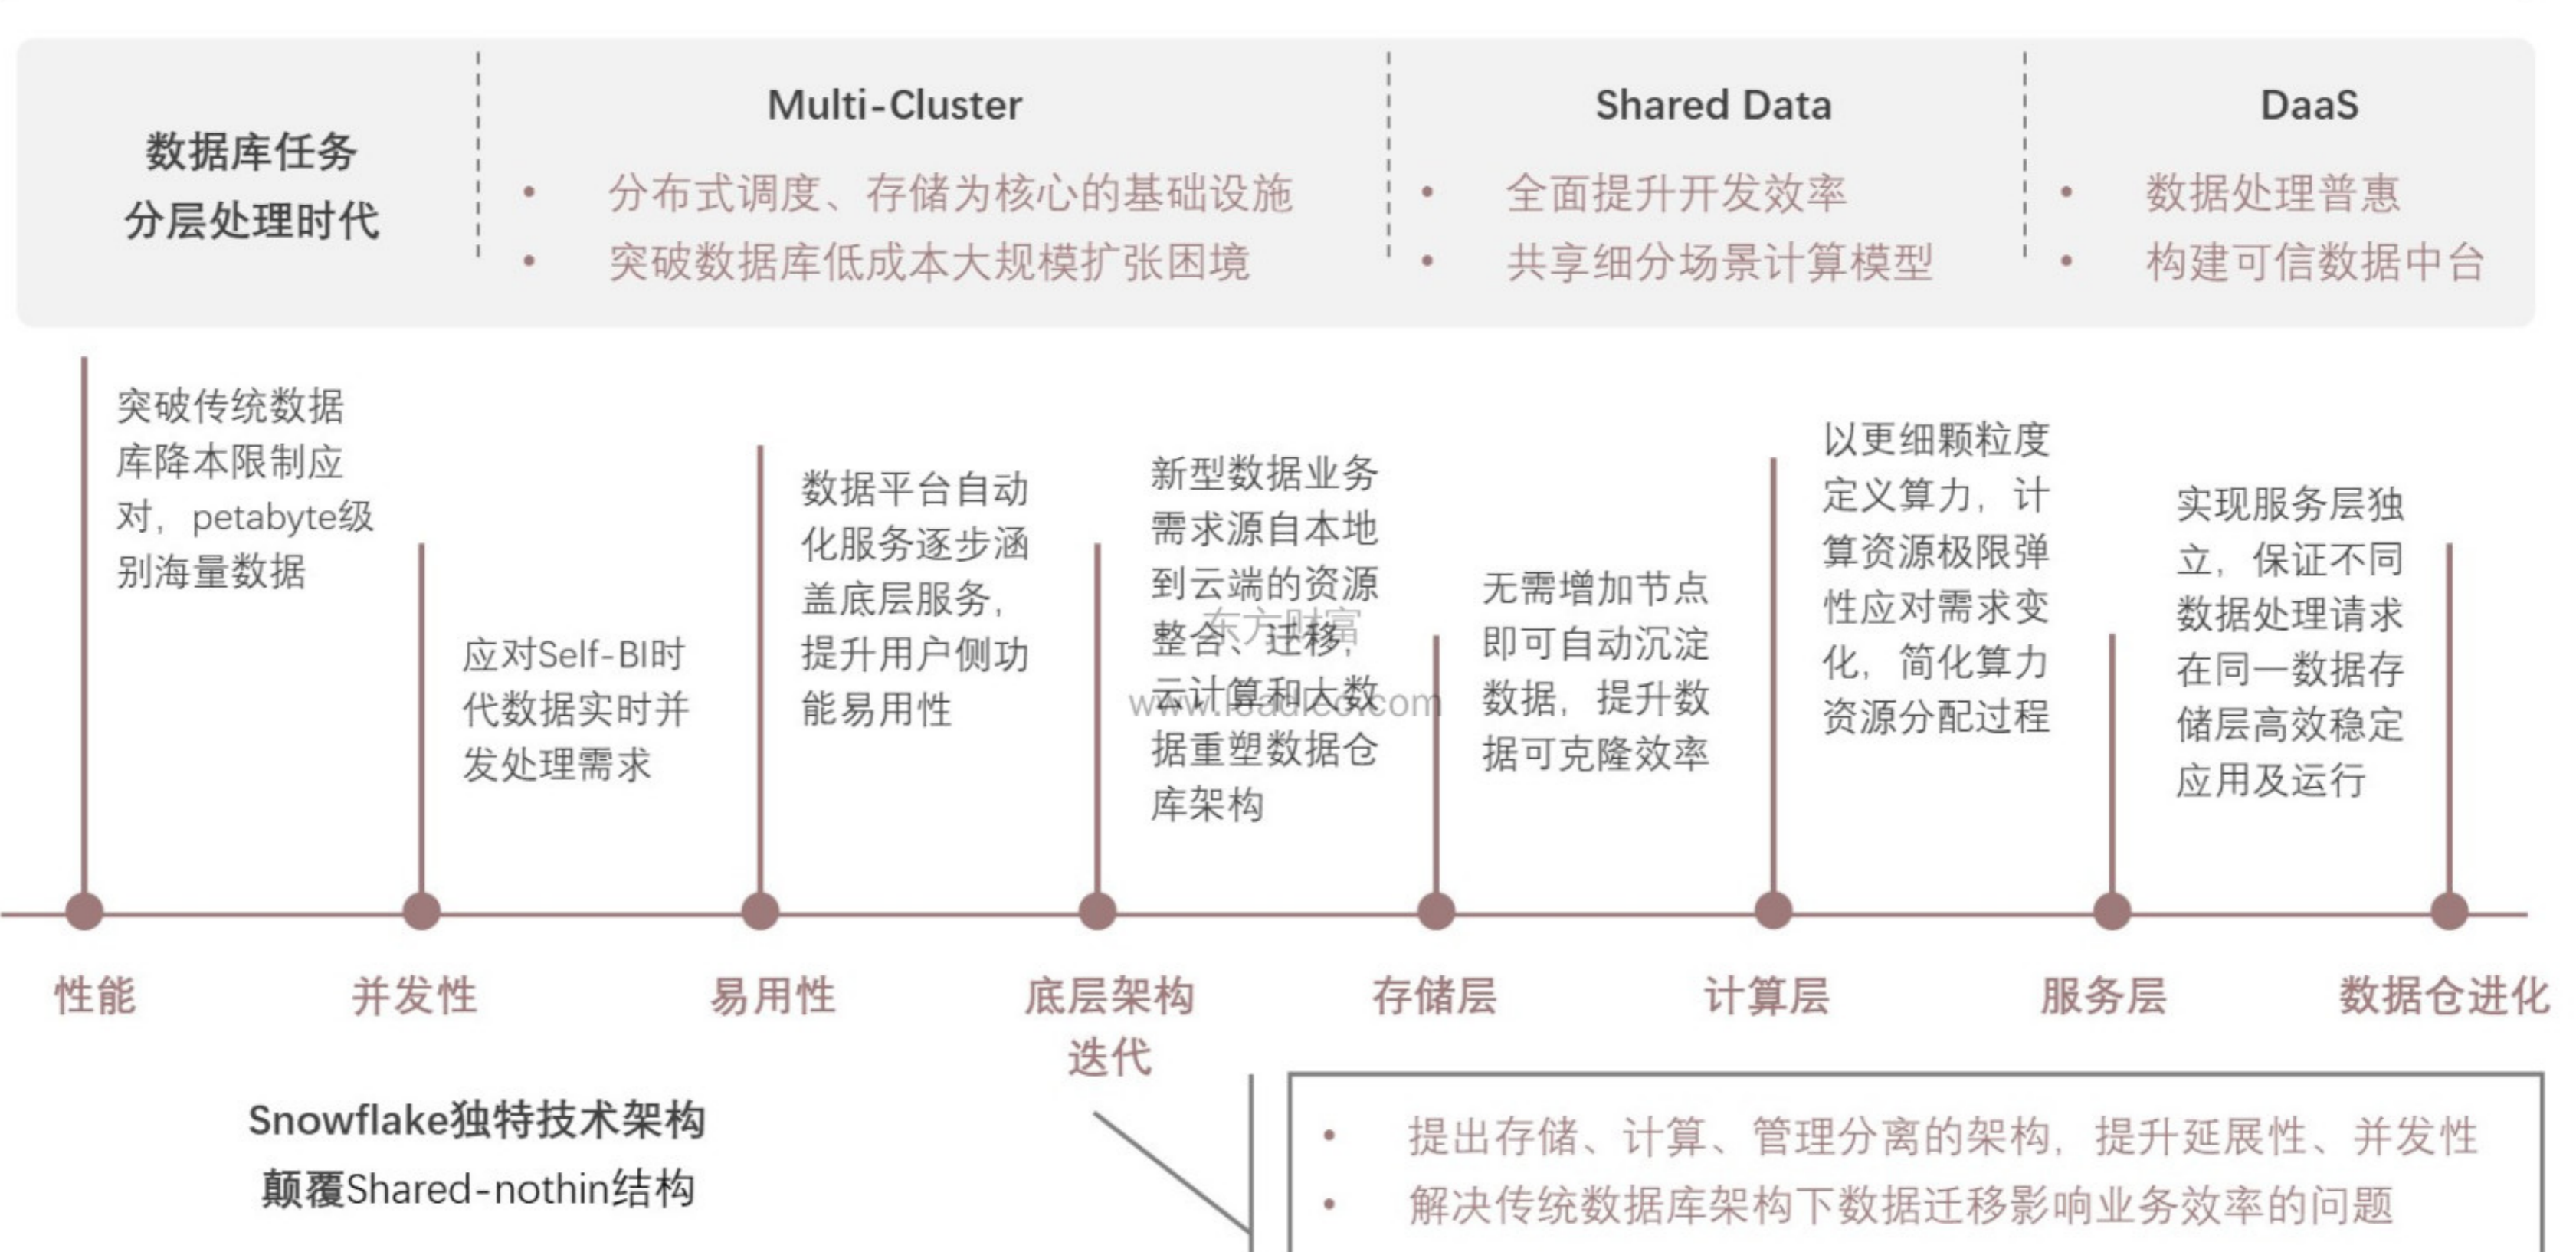 数据库任务
分层处理时代
Multi-Cluster
• 分布式调度、存储为核心的基础设施
• 突破数据库低成本大规模扩张困境
Shared Data
• 全面提升开发效率
• 共享细分场景计算模型
DaaS
• 数据处理普惠
• 构建可信数据中台
突破传统数据
库降本限制应
对，petabyte级
别海量数据
应对Self-BI时
代数据实时并
发处理需求
数据平台自动
化服务逐步涵
盖底层服务，
提升用户侧功
能易用性
新型数据业务
需求源自本地
到云端的资源
整合、迁移，
云计算和大数
据重塑数据仓
库架构
东方财富
无需增加节点
即可自动沉淀
数据，提升数
据可克隆效率
以更细颗粒度
定义算力，计
算资源极限弹
性应对需求变
化，简化算力
资源分配过程
实现服务层独
立，保证不同
数据处理请求
在同一数据存
储层高效稳定
应用及运行
性能
并发性
易用性
底层架构
迭代
存储层
计算层
服务层
数据仓进化
Snowflake独特技术架构
颠覆Shared-nothin结构
• 提出存储、计算、管理分离的架构，提升延展性、并发性
• 解决传统数据库架构下数据迁移影响业务效率的问题